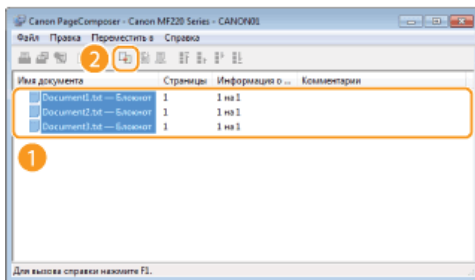 Canon PageComposer - Canon MF220 Series - CANON01
Файл Правка Переместить в Справка
2
Имя документа Страницы Информация о ... Комментарии
Document1.txt — Блокнот 1 1 на 1
Document2.txt — Блокнот 1 1 на 1
Document3.txt — Блокнот 1 1 на 1
1
Для вызова справки нажмите F1.